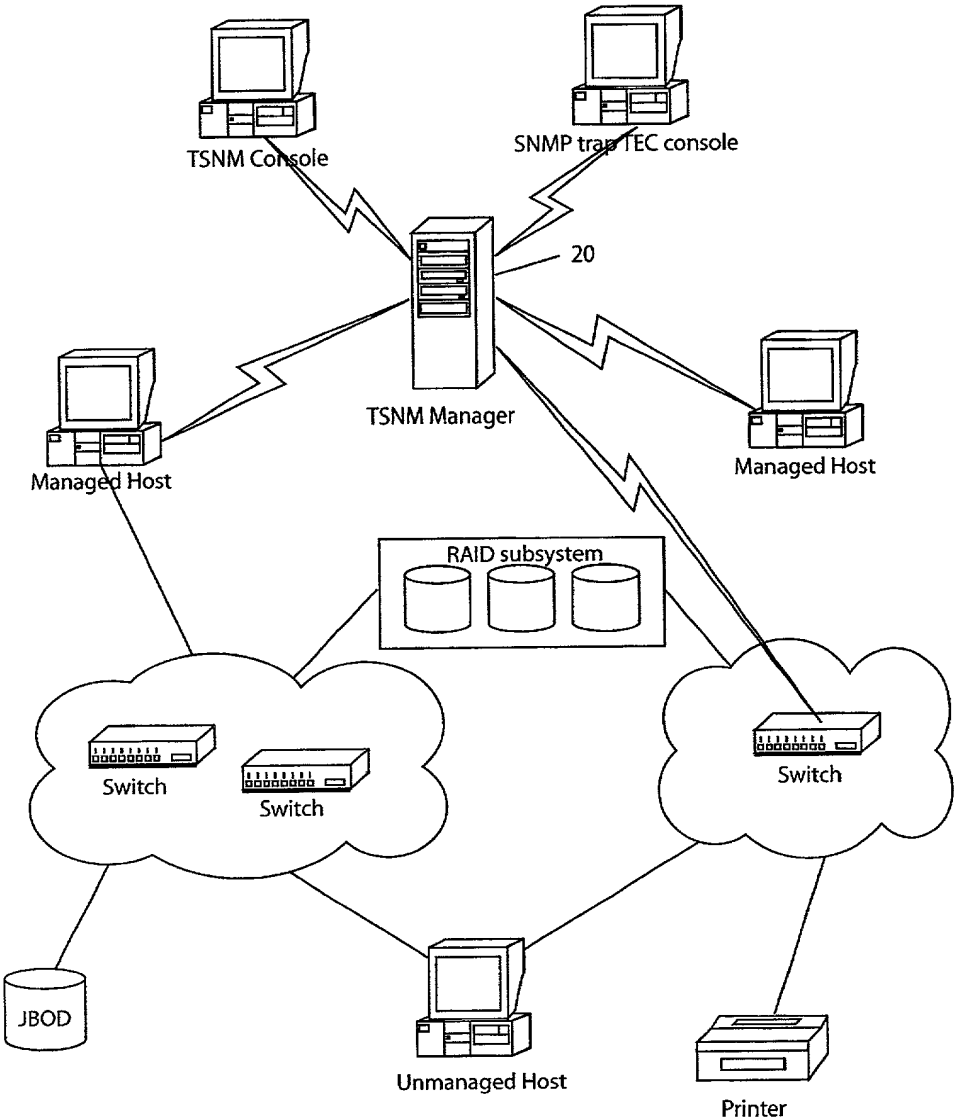 TSNM Console
SNMP trap TEC console
20
TSNM Manager
Managed Host
Managed Host
RAID subsystem
Switch
Switch
Switch
JBOD
Unmanaged Host
Printer